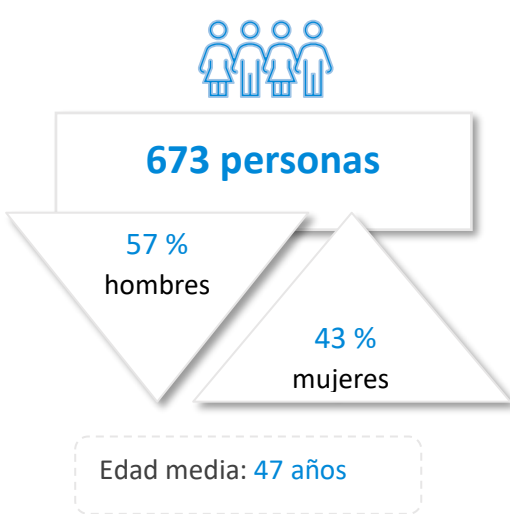 673 personas
57 %
hombres
43 %
mujeres
Edad media: 47 años